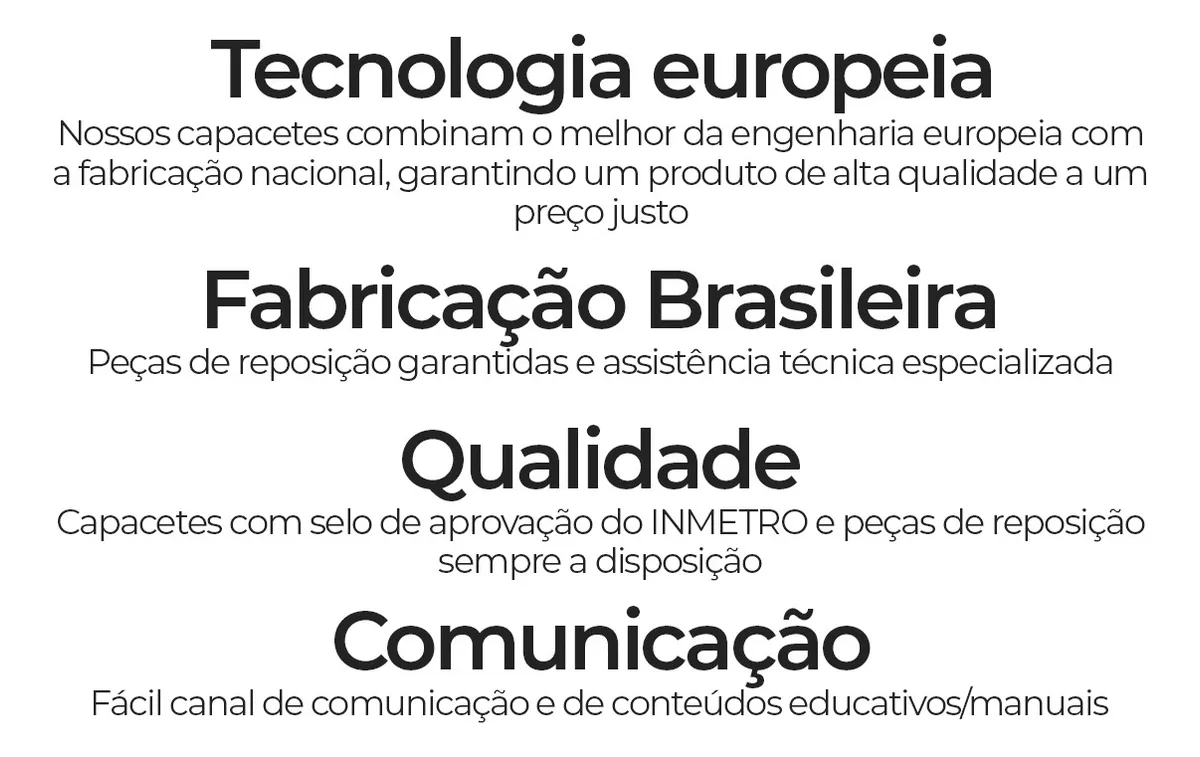 Tecnologia europeia
Nossos capacetes combinam o melhor da engenharia europeia com
a fabricação nacional, garantindo um produto de alta qualidade a um
preço justo
Fabricação Brasileira
Peças de reposição garantidas e assistência técnica especializada
Qualidade
Capacetes com selo de aprovação do INMETRO e peças de reposição
sempre a disposição
Comunicação
Fácil canal de comunicação e de conteúdos educativos/manuais